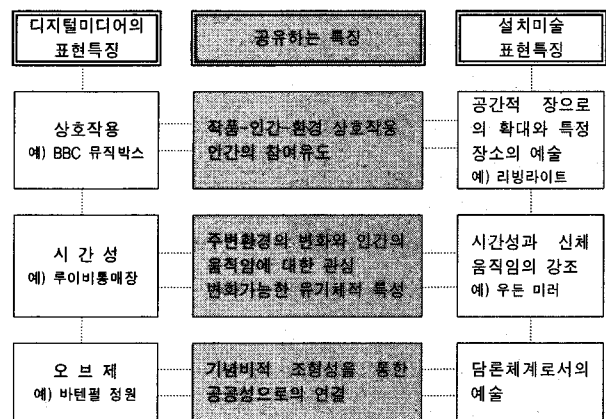 디지털미디어의
표현특징
공유하는 특징
설치미술
표현특징
상호작용
예) BBC 뮤직박스
작품-인간-환경 상호작용
인간의 참여유도
공간적 장으로
의 확대와 특정
장소의 예술
예) 리빙라이트
시 간 성
예) 루이비통매장
주변환경의 변화와 인간의
움직임에 대한 관심
변화가능한 유기체적 특성
시간성과 신체
움직임의 강조
예) 우든 미러
오 브 제
예) 바텐펄 정원
기념비적 조형성을 통한
공공성으로의 연결
담론체계로서의
예술